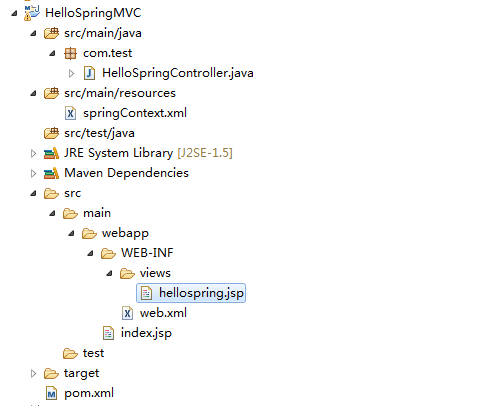 HelloSpringMVC
src/main/java
com.test
HelloSpringController.java
src/main/resources
springContext.xml
src/test/java
JRE System Library [J2SE-1.5]
Maven Dependencies
src
main
webapp
WEB-INF
views
hellospring.jsp
web.xml
index.jsp
test
target
pom.xml